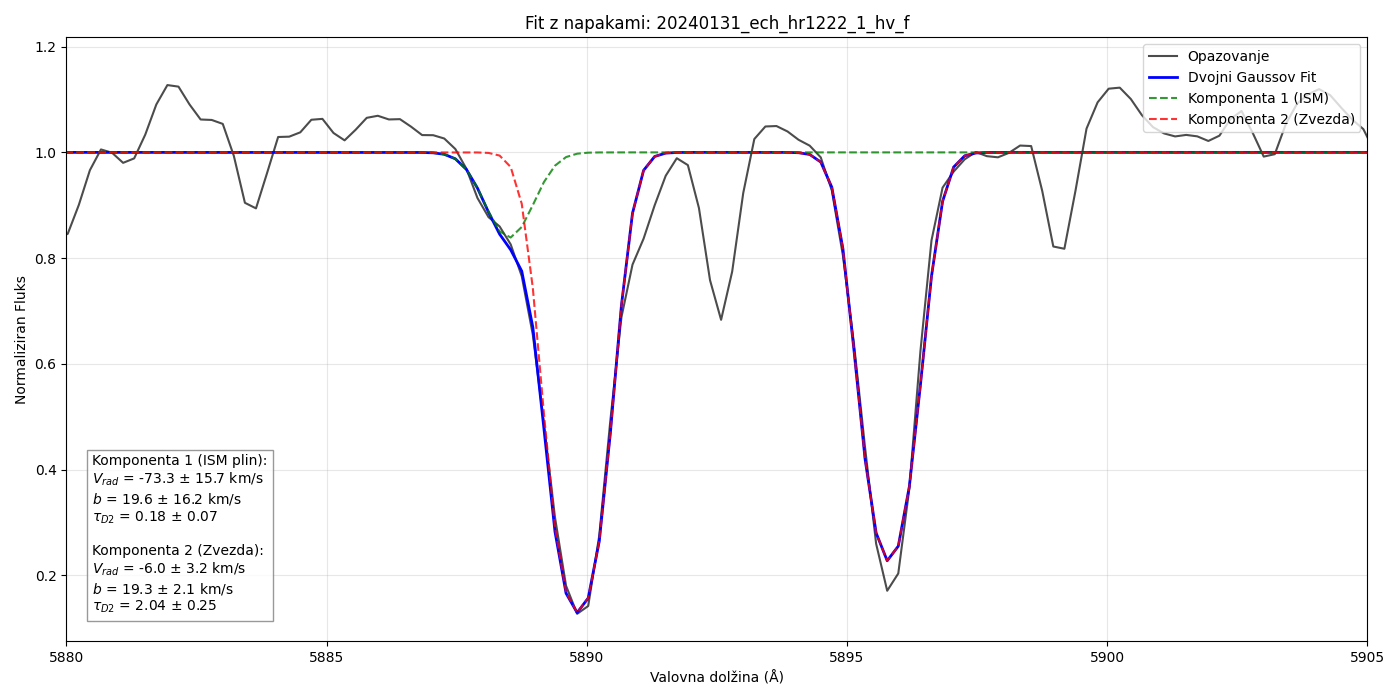 Fit z napakami: 20240131_ech_hr1222_1_hv_f
Normaliziran Fluks
1.2
1.0
0.8
0.6
0.4
0.2
Opazovanje
Dvojni Gaussov Fit
Komponenta 1 (ISM)
Komponenta 2 (Zvezda)
Komponenta 1 (ISM plin):
V_rad = -73.3 ± 15.7 km/s
b = 19.6 ± 16.2 km/s
τ_D2 = 0.18 ± 0.07
Komponenta 2 (Zvezda):
V_rad = -6.0 ± 3.2 km/s
b = 19.3 ± 2.1 km/s
τ_D2 = 2.04 ± 0.25
5880 5885 5890 5895 5900 5905
Valovna dolžina (Å)